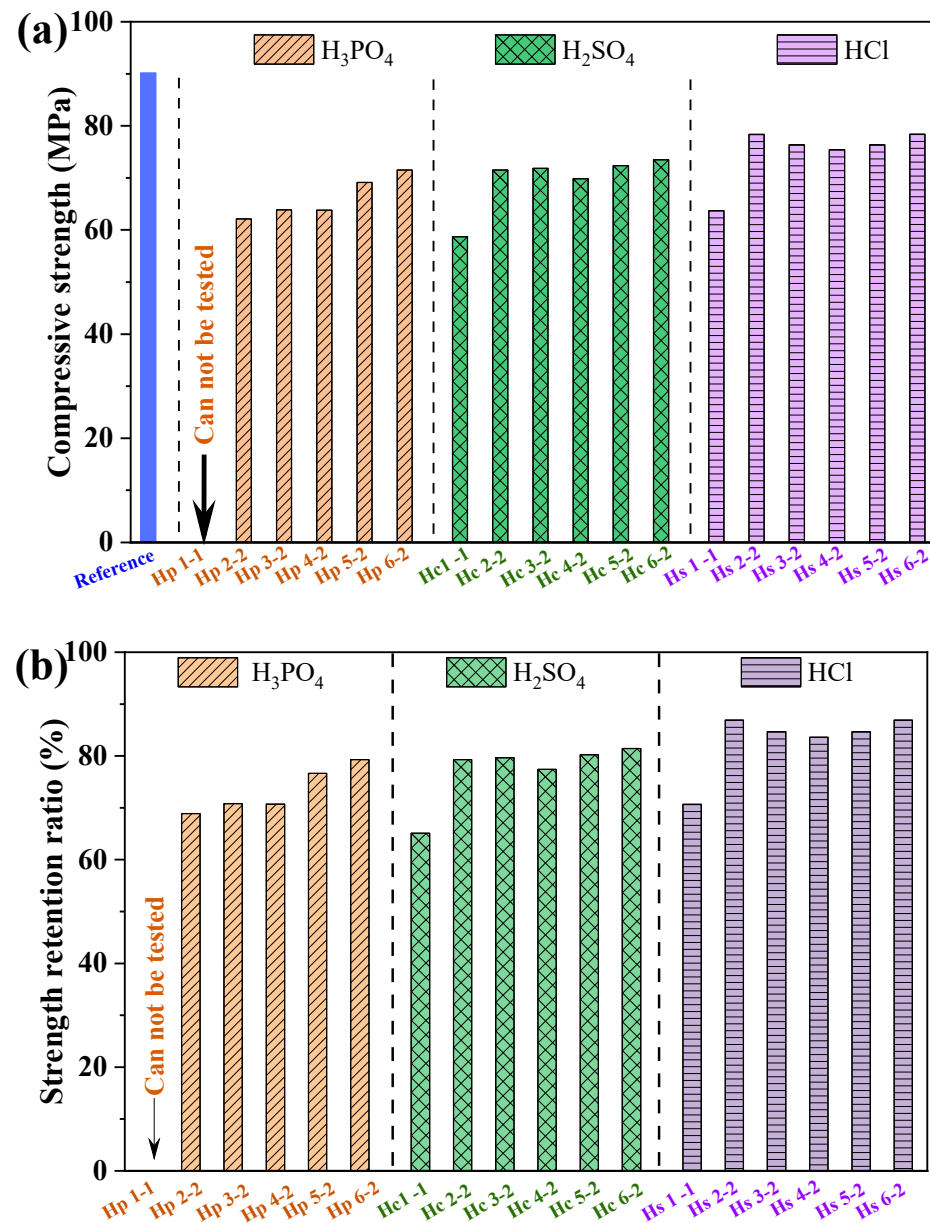 (a)
H₃PO₄
H₂SO₄
HCl
Compressive strength (MPa)
100
80
60
40
20
0
Can not be tested
Reference
Hp 1-1
Hp 2-2
Hp 3-2
Hp 4-2
Hp 5-2
Hp 6-2
Hc1 -1
Hc 2-2
Hc 3-2
Hc 4-2
Hc 5-2
Hc 6-2
Hs 1 -1
Hs 2-2
Hs 3-2
Hs 4-2
Hs 5-2
Hs 6-2
(b)
H₃PO₄
H₂SO₄
HCl
Strength retention ratio (%)
100
80
60
40
20
0
Can not be tested
Hp 1-1
Hp 2-2
Hp 3-2
Hp 4-2
Hp 5-2
Hp 6-2
Hc1 -1
Hc 2-2
Hc 3-2
Hc 4-2
Hc 5-2
Hc 6-2
Hs 1 -1
Hs 2-2
Hs 3-2
Hs 4-2
Hs 5-2
Hs 6-2